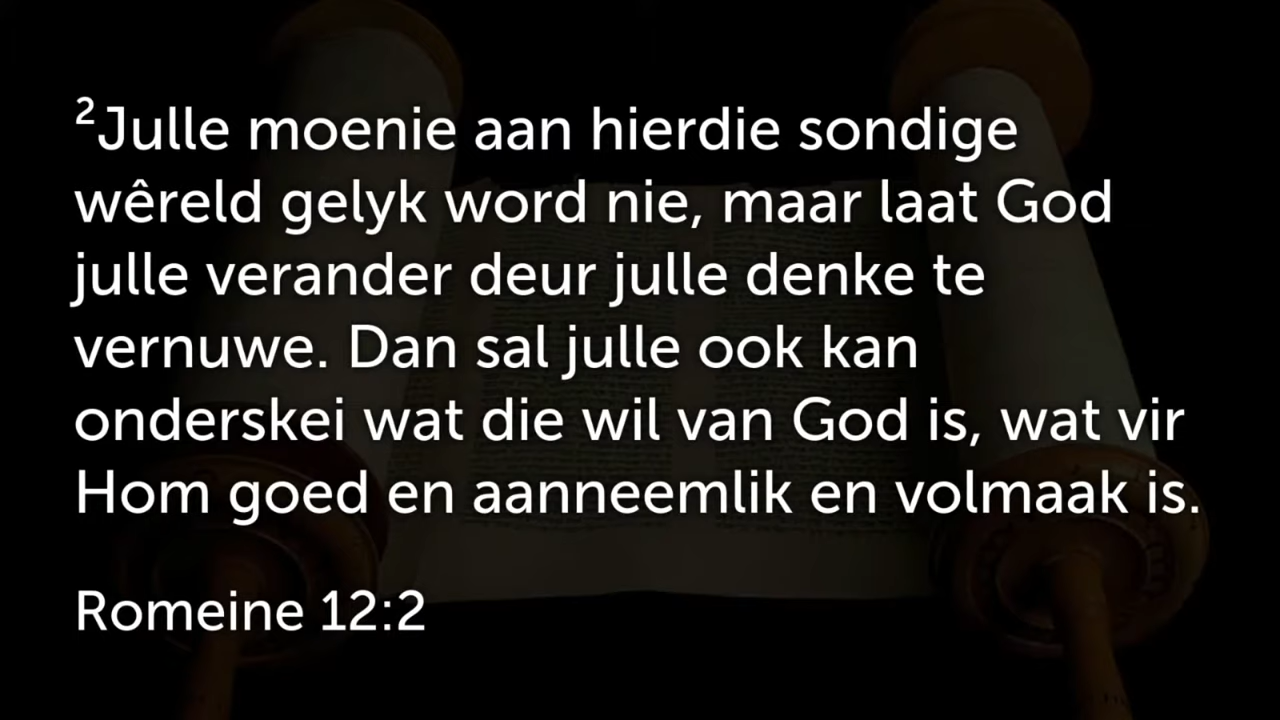 ²Julle moenie aan hierdie sondige
wêreld gelyk word nie, maar laat God
julle verander deur julle denke te
vernuwe. Dan sal julle ook kan
onderskei wat die wil van God is, wat vir
Hom goed en aanneemlik en volmaak is.
Romeine 12:2